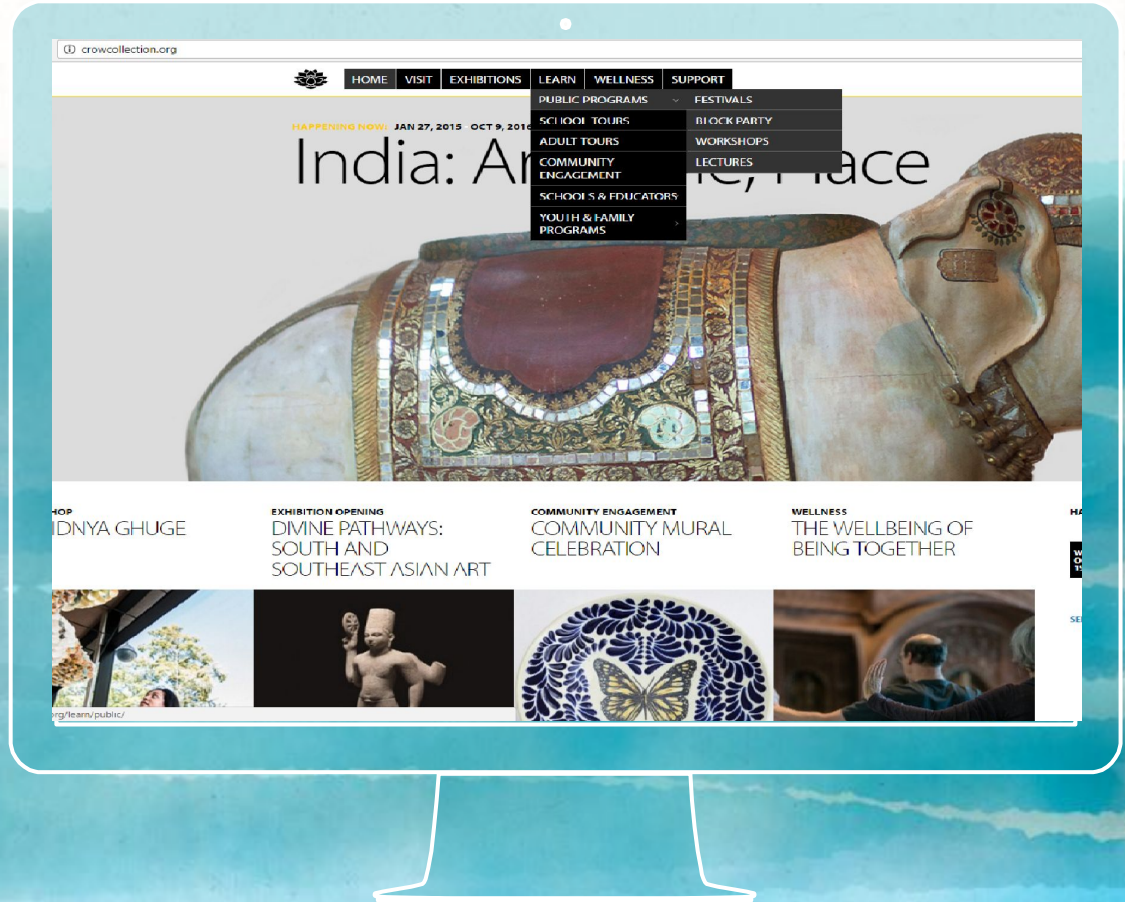 crowcollection.org
HOME VISIT EXHIBITIONS LEARN WELLNESS SUPPORT
PUBLIC PROGRAMS FESTIVALS
SCHOOL TOURS BLOCK PARTY
ADULT TOURS WORKSHOPS
COMMUNITY ENGAGEMENT LECTURES
SCHOOLS & EDUCATORS
YOUTH & FAMILY
PROGRAMS
HAPPENING NOW: JAN 27, 2015 OCT 9, 2016
India:
EXHIBITION OPENING
DIVINE PATHWAYS:
SOUTH AND
SOUTHEAST ASIAN ART
COMMUNITY ENGAGEMENT
COMMUNITY MURAL
CELEBRATION
WELLNESS
THE WELLBEING OF
BEING TOGETHER
GHUGE
rg/learn/public/